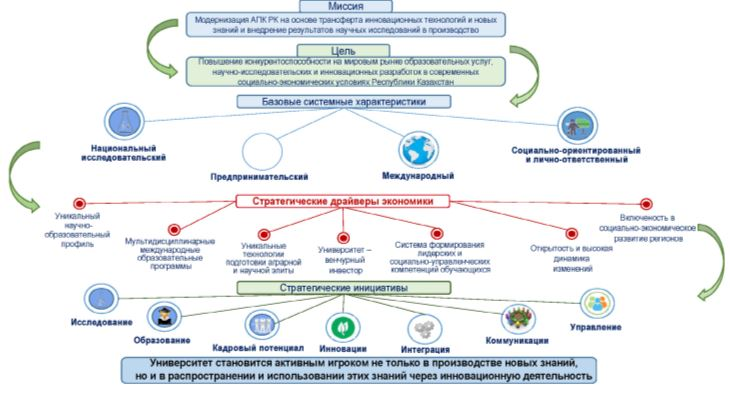 Миссия
Модернизация АПК РК на основе трансферта инновационных технологий и новых
знаний и внедрение результатов научных исследований в производство
Цель
Повышение конкурентоспособности на мировым рынке образовательных услуг,
научно-исследовательских и инновационных разработок в современных
социально-экономических условиях Республики Казахстан
Базовые системные характеристики
Национальный
исследовательский
Предпринимательский
Международный
Социально-ориентированный
и лично-ответственный
Стратегические драйверы экономики
Уникальный
научно-
образовательный
профиль
Мультидисциплинарные
международные
образовательные
программы
Уникальные
технологии
подготовки аграрной
и научной элиты
Университет –
венчурный
инвестор
Система формирования
лидерских и
социально-управленческих
компетенций обучающихся
Открытость и высокая
динамика
изменений
Включеность в
социально-экономическое
развитие регионов
Стратегические инициативы
Исследование
Образование
Кадровый потенциал
Инновации
Интеграция
Коммуникации
Управление
Университет становится активным игроком не только в производстве новых знаний,
но и в распространении и использовании этих знаний через инновационную деятельность